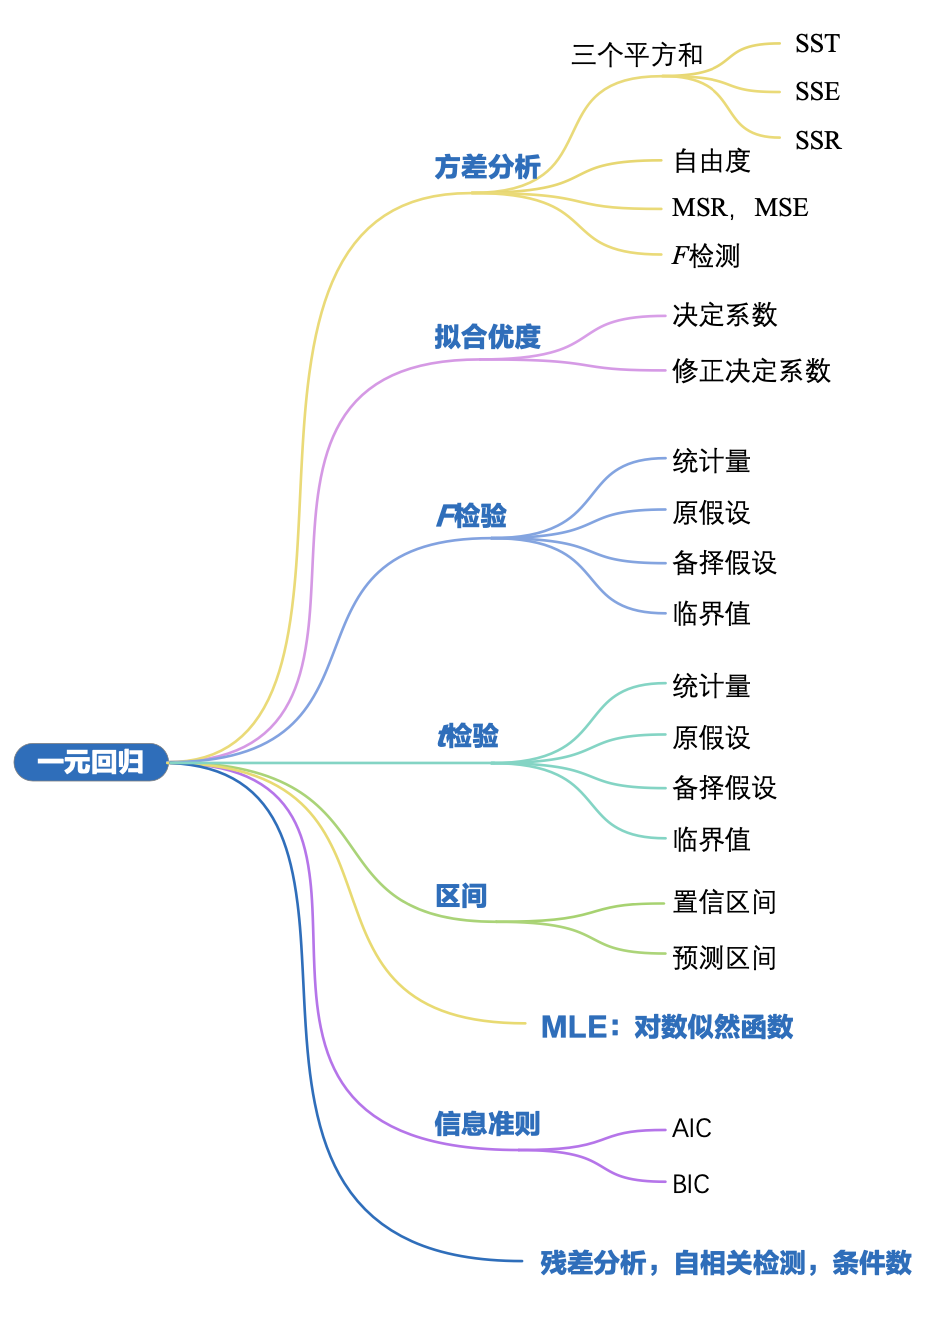 一元回归
方差分析
三个平方和
SST
SSE
SSR
自由度
MSR，MSE
F检测
拟合优度
决定系数
修正决定系数
F检验
统计量
原假设
备择假设
临界值
t检验
统计量
原假设
备择假设
临界值
区间
置信区间
预测区间
MLE：对数似然函数
信息准则
AIC
BIC
残差分析，自相关检测，条件数